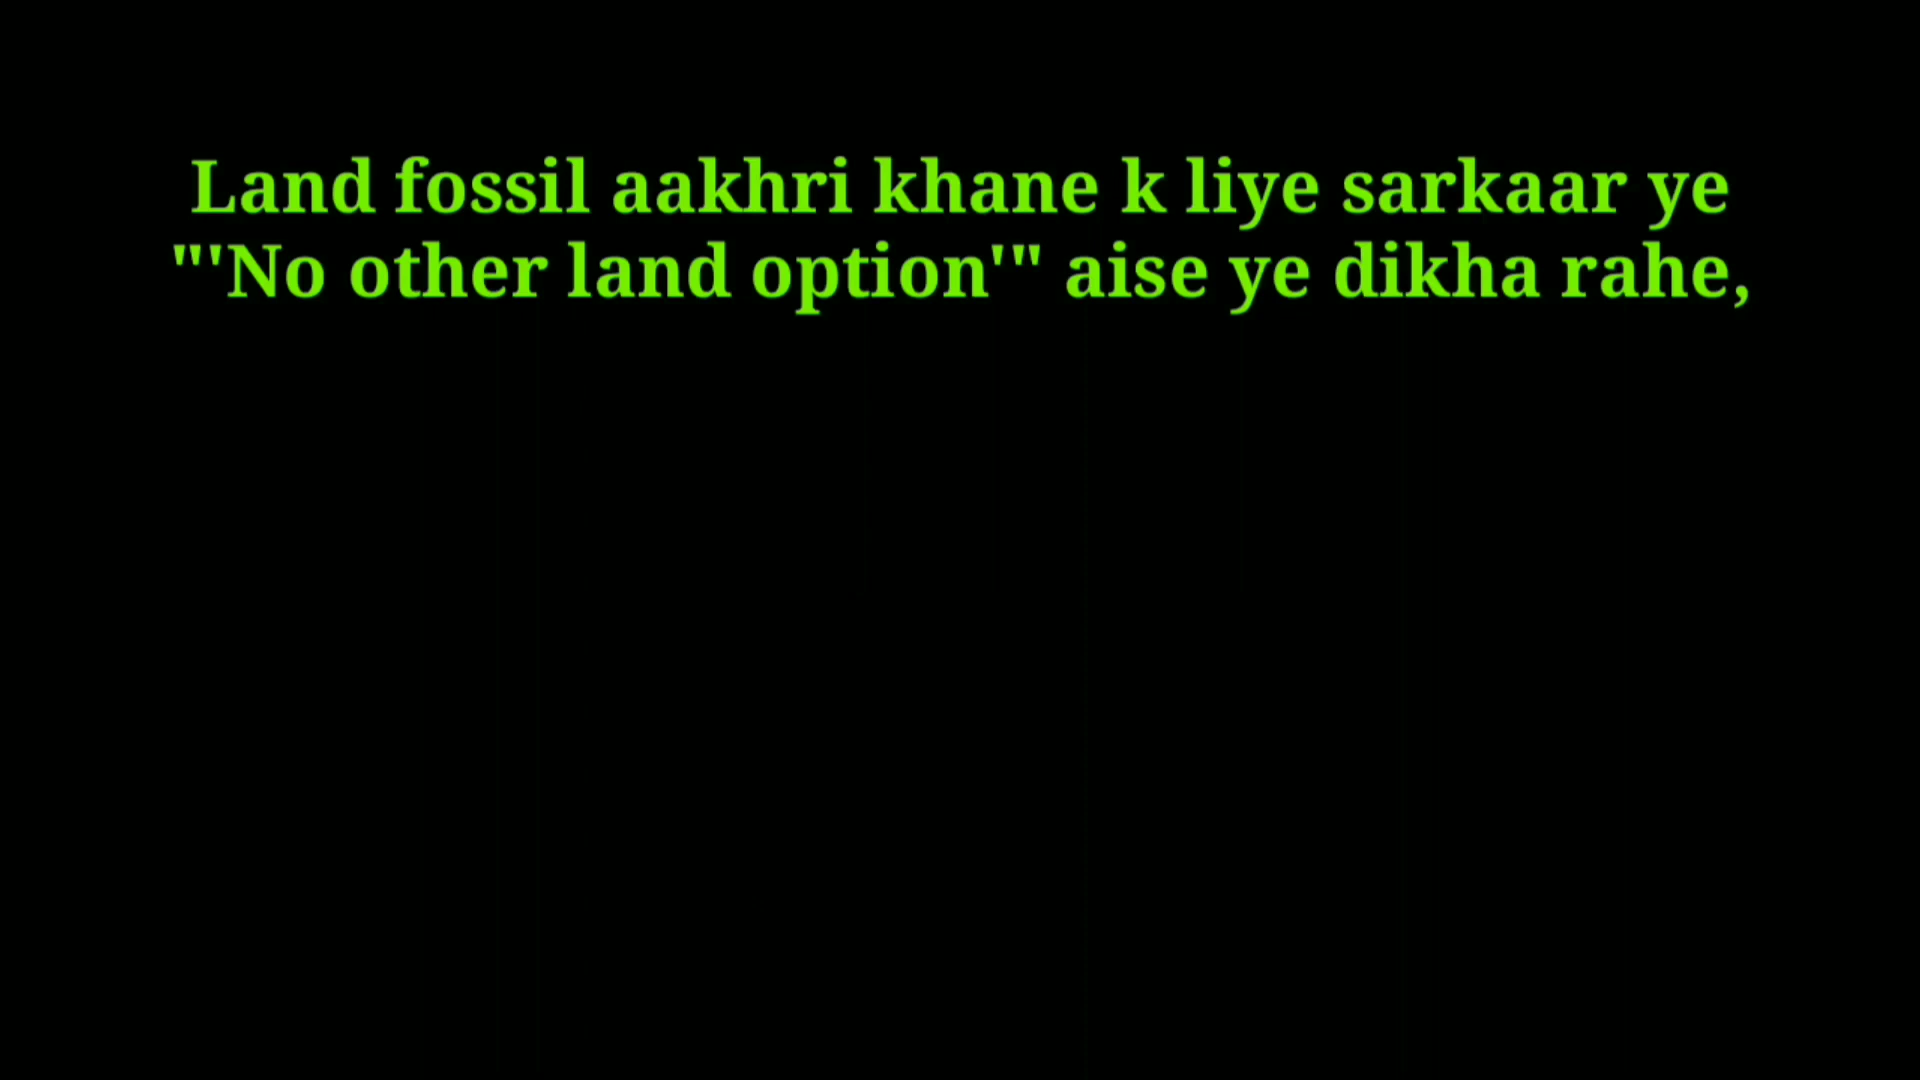 Land fossil aakhri khane k liye sarkaar ye
"'No other land option'" aise ye dikha rahe,